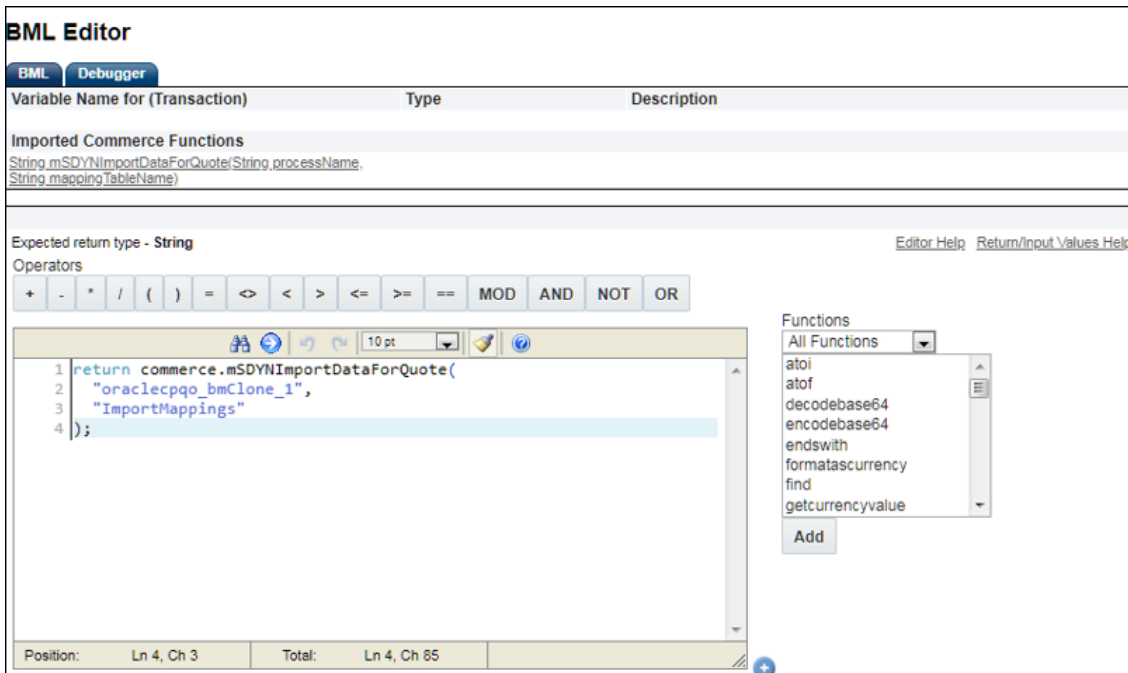 BML Editor
BML Debugger
Variable Name for (Transaction) Type Description
Imported Commerce Functions
String mSDYNImportDataForQuote(String processName,
String mappingTableName)
Expected return type - String Editor Help Return/Input Values Help
Operators
+ - * / ( ) = <> < > <= >= == MOD AND NOT OR
Functions
All Functions
10 pt
1 return commerce.mSDYNImportDataForQuote(
2 "oraclecpqo_bmClone_1",
3 "ImportMappings"
4 );
atoi
atof
decodebase64
encodebase64
endswith
formatascurrency
find
getcurrencyvalue
Add
Position: Ln 4, Ch 3 Total: Ln 4, Ch 85